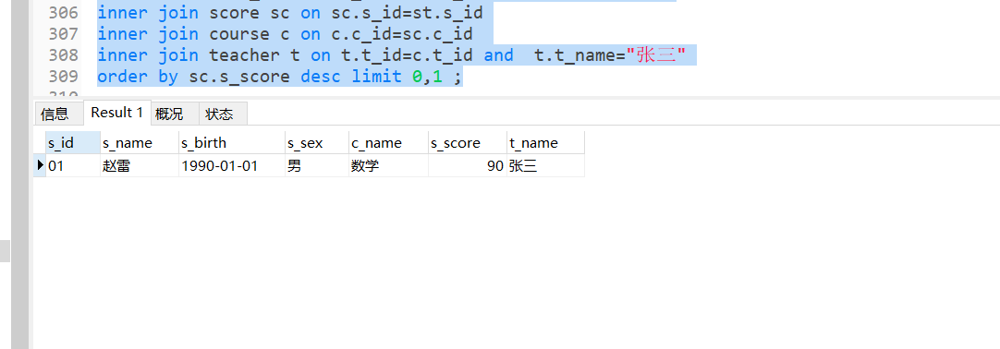 306 inner join score sc on sc.s_id=st.s_id
307 inner join course c on c.c_id=sc.c_id
308 inner join teacher t on t.t_id=c.t_id and  t.t_name="张三"
309 order by sc.s_score desc limit 0,1 ;
310
信息 Result 1 概况 状态
s_id s_name s_birth s_sex c_name s_score t_name
01 赵雷 1990-01-01 男 数学 90 张三